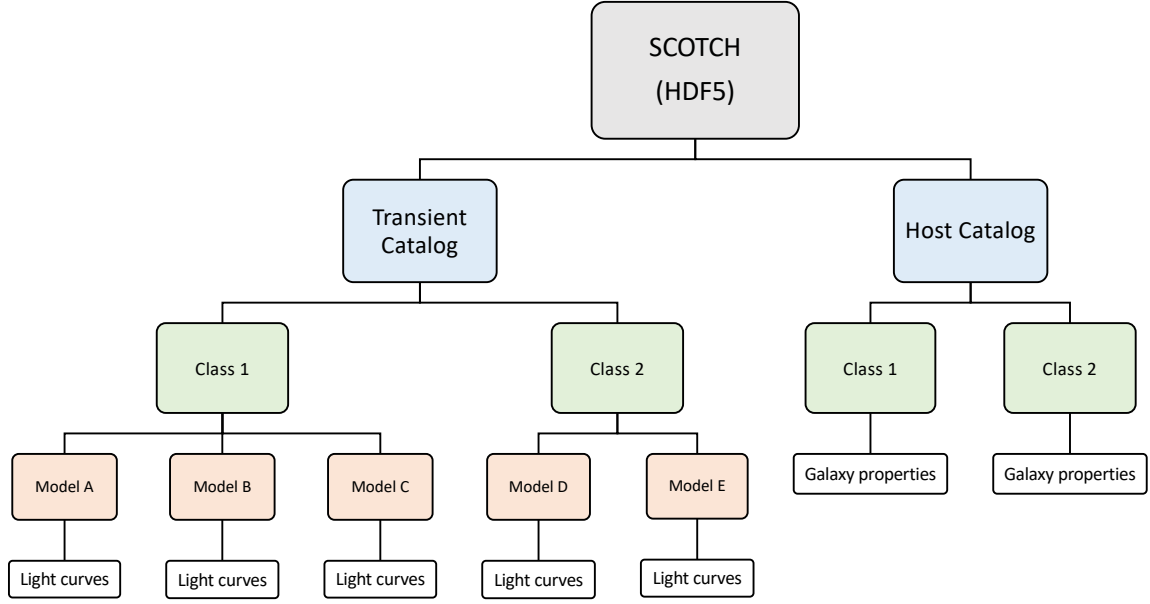 SCOTCH
(HDF5)
Transient
Catalog
Host Catalog
Class 1
Class 2
Class 1
Class 2
Model A
Model B
Model C
Model D
Model E
Galaxy properties
Galaxy properties
Light curves
Light curves
Light curves
Light curves
Light curves